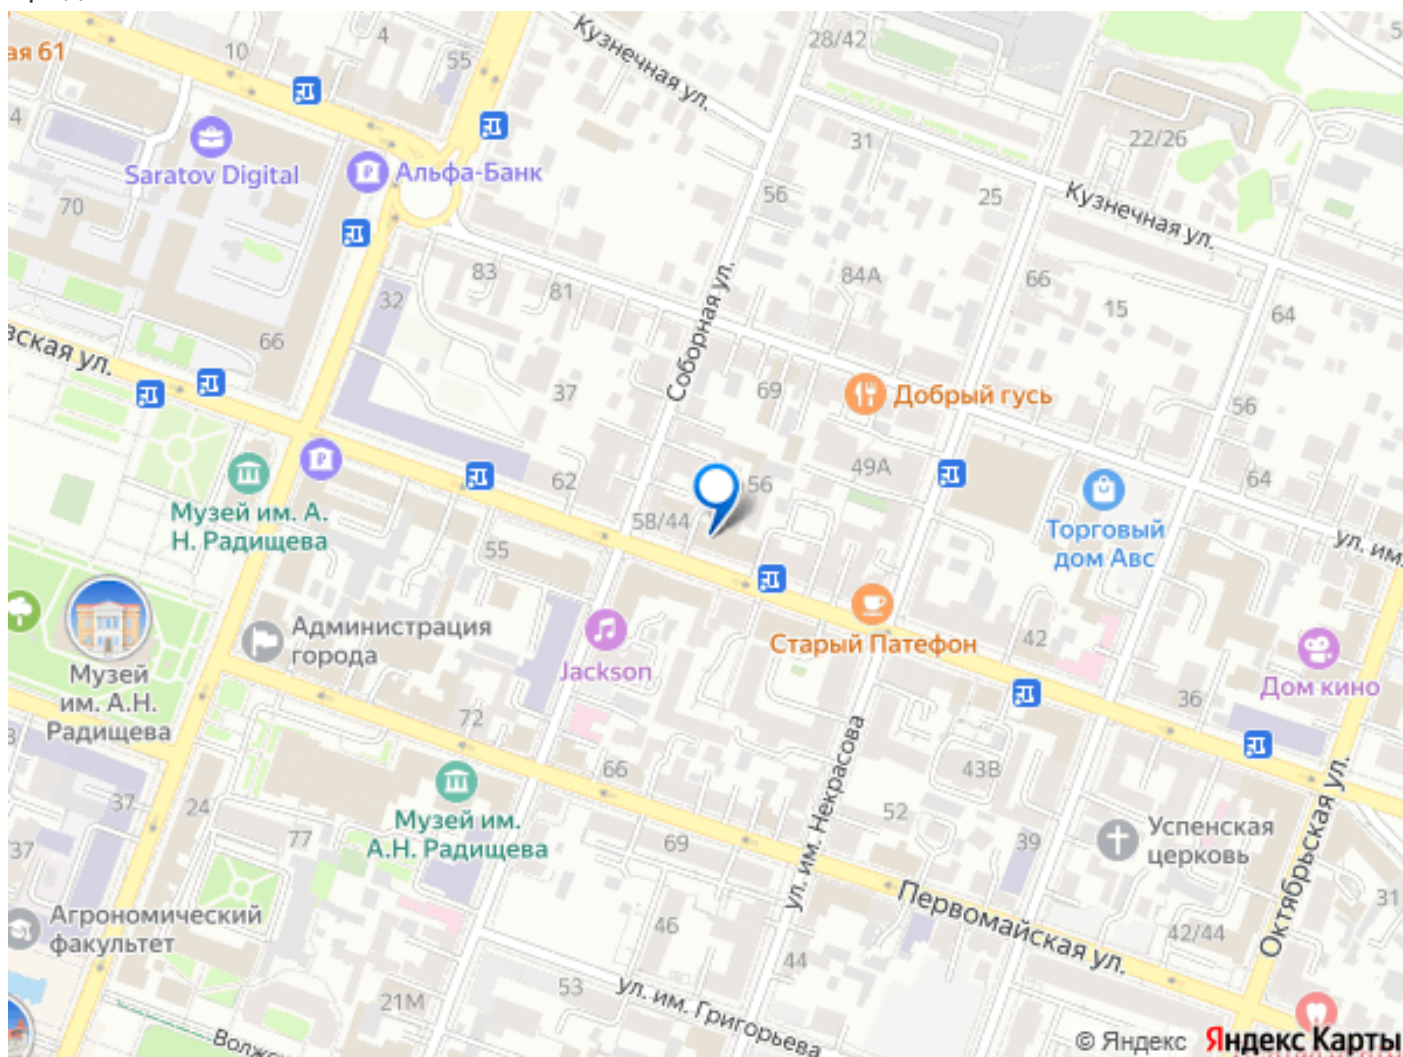 ая 61
10
4
55
28/42
5
Кузнечная ул.
4
Saratov Digital
Альфа-Банк
31
22/26
70
56
25
Кузнечная ул.
83
81
84А
66
15
64
32
66
вская ул.
Соборная ул.
37
69
Добрый гусь
56
62
56
49А
64
Музей им. А.
Н. Радищева
58/44
55
Торговый
дом Авс
ул. им.
Администрация
города
Jackson
Старый Патефон
42
Дом кино
Музей
им. А.Н.
Радищева
72
36
43В
66
ул. им. Некрасова
37
24
Музей им.
А.Н. Радищева
77
69
52
39
Успенская
церковь
Октябрьская ул.
37
31
Агрономический
факультет
46
Первомайская ул.
42/44
44
21М
53
ул. им. Григорьева
Волжс
© Яндекс Яндекс Карты